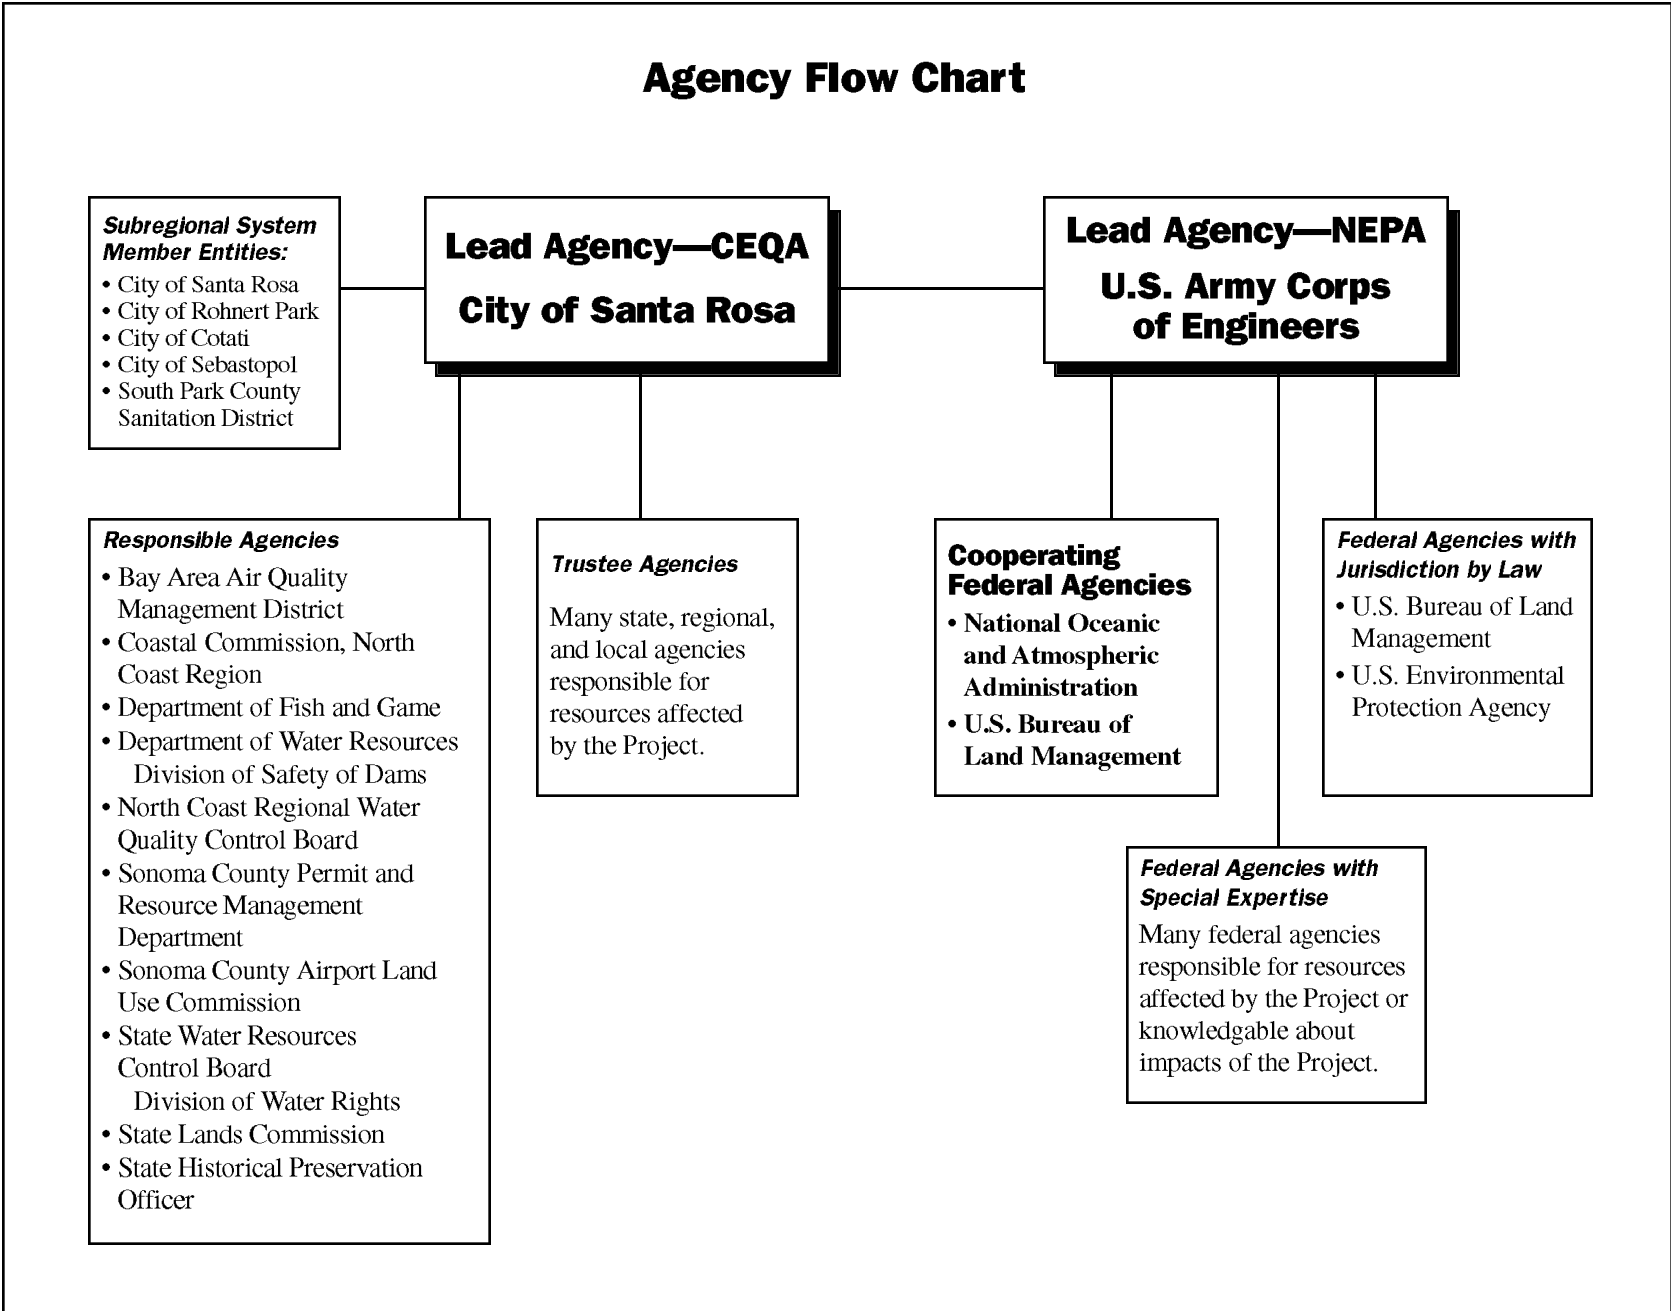 Agency Flow Chart
Subregional System
Member Entities:
• City of Santa Rosa
• City of Rohnert Park
• City of Cotati
• City of Sebastopol
• South Park County
Sanitation District
Lead Agency—CEQA
City of Santa Rosa
Lead Agency—NEPA
U.S. Army Corps
of Engineers
Responsible Agencies
• Bay Area Air Quality
Management District
• Coastal Commission, North
Coast Region
• Department of Fish and Game
• Department of Water Resources
Division of Safety of Dams
• North Coast Regional Water
Quality Control Board
• Sonoma County Permit and
Resource Management
Department
• Sonoma County Airport Land
Use Commission
• State Water Resources
Control Board
Division of Water Rights
• State Lands Commission
• State Historical Preservation
Officer
Trustee Agencies
Many state, regional,
and local agencies
responsible for
resources affected
by the Project.
Cooperating
Federal Agencies
• National Oceanic
and Atmospheric
Administration
• U.S. Bureau of
Land Management
Federal Agencies with
Jurisdiction by Law
• U.S. Bureau of Land
Management
• U.S. Environmental
Protection Agency
Federal Agencies with
Special Expertise
Many federal agencies
responsible for resources
affected by the Project or
knowledgable about
impacts of the Project.